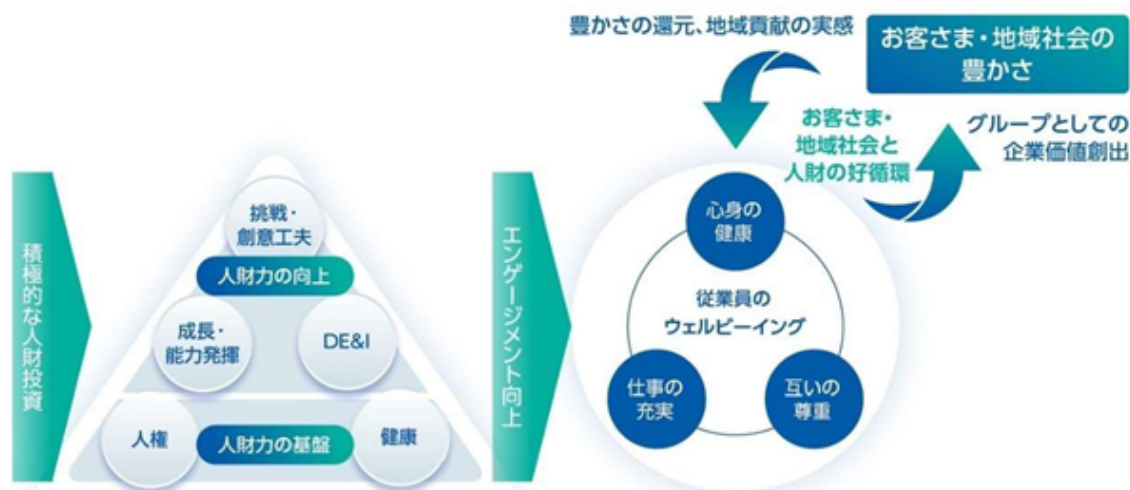 積極的な人財投資
挑戦・
創意工夫
人財力の向上
成長・
能力発揮
DE&I
人権
人財力の基盤
健康
エンゲージメント向上
豊かさの還元、地域貢献の実感
お客さま・地域社会の
豊かさ
お客さま・
地域社会と
人財の好循環
グループとしての
企業価値創出
心身の
健康
従業員の
ウェルビーイング
仕事の
充実
互いの
尊重